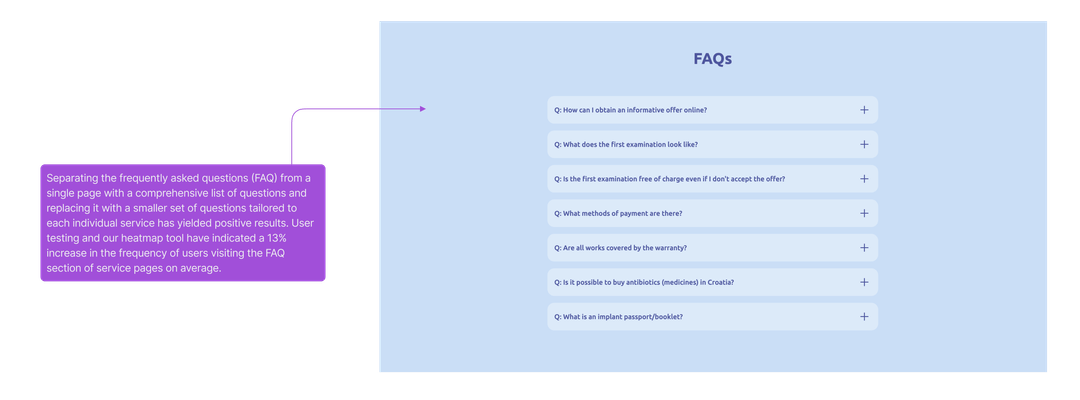 FAQs
Q: How can I obtain an informative offer online?
Q: What does the first examination look like?
Q: Is the first examination free of charge even if I don't accept the offer?
Q: What methods of payment are there?
Q: Are all works covered by the warranty?
Q: Is it possible to buy antibiotics (medicines) in Croatia?
Q: What is an implant passport/booklet?
Separating the frequently asked questions (FAQ) from a
single page with a comprehensive list of questions and
replacing it with a smaller set of questions tailored to
each individual service has yielded positive results. User
testing and our heatmap tool have indicated a 13%
increase in the frequency of users visiting the FAQ
section of service pages on average.